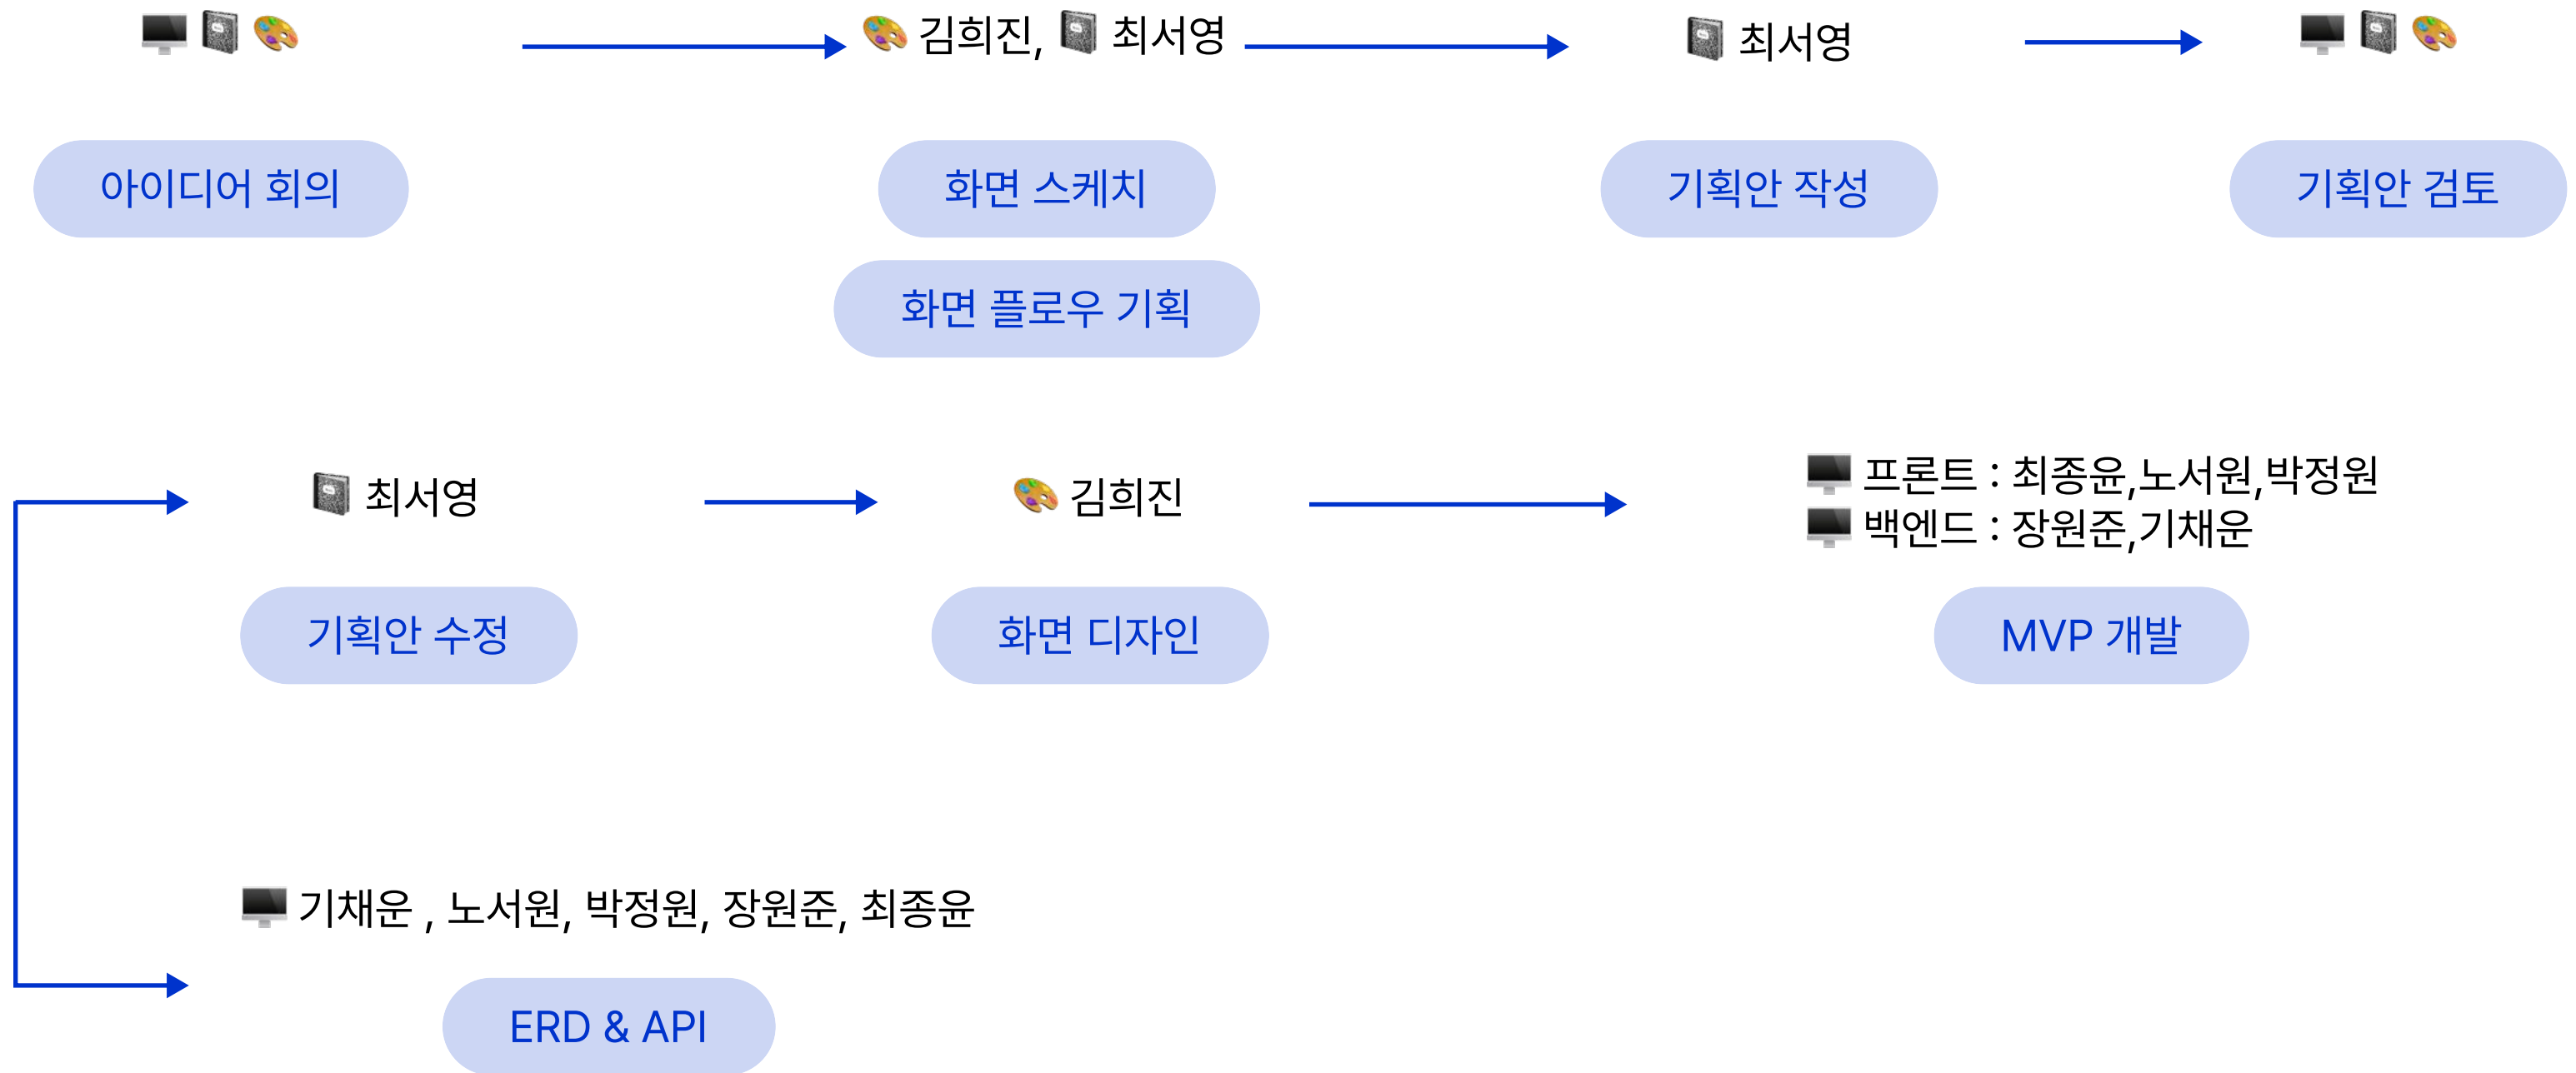 김희진, 최서영
최서영
아이디어 회의
화면 스케치
기획안 작성
기획안 검토
화면 플로우 기획
최서영
김희진
프론트 : 최종윤,노서원,박정원
백엔드 : 장원준,기채운
기획안 수정
화면 디자인
MVP 개발
기채운 , 노서원, 박정원, 장원준, 최종윤
ERD & API